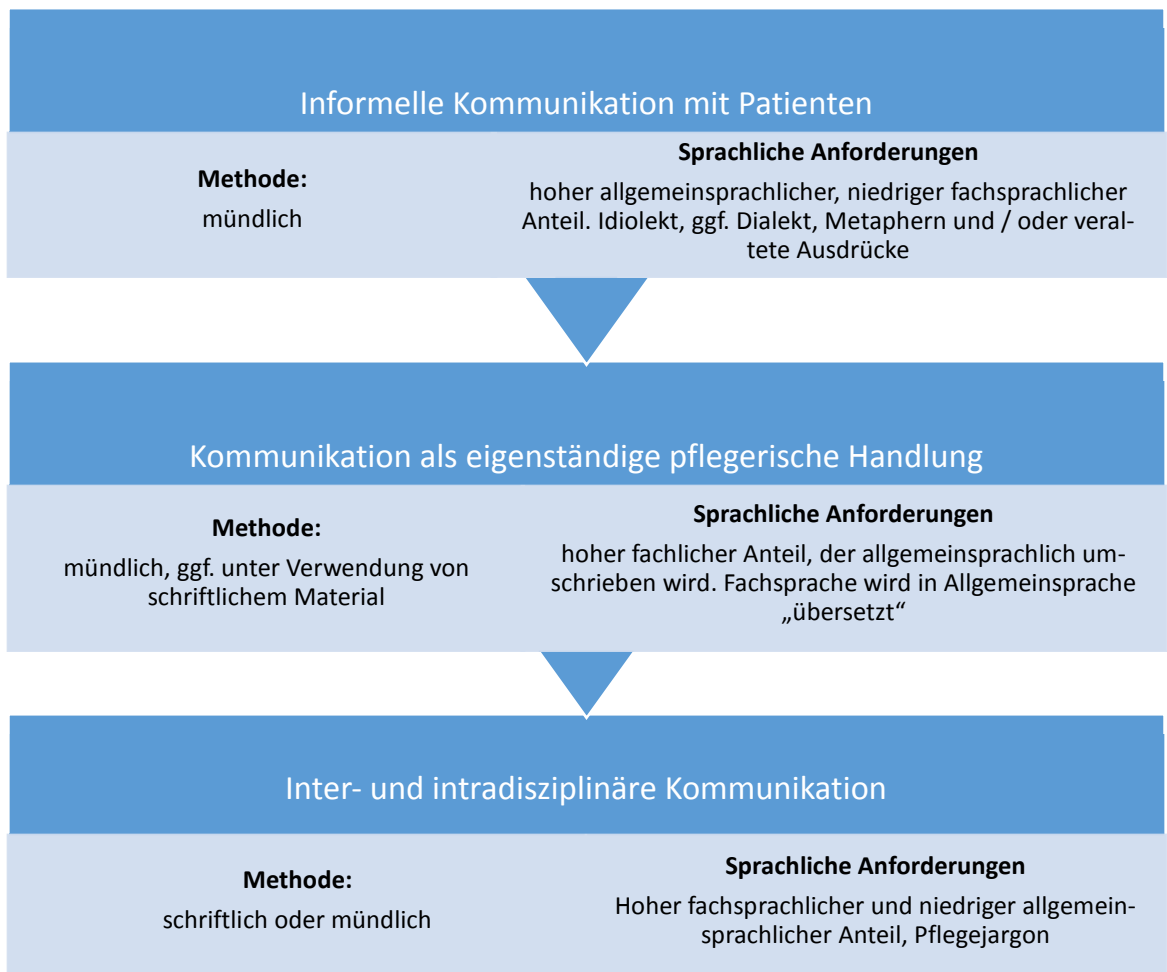 Informelle Kommunikation mit Patienten
Methode:
mündlich
Sprachliche Anforderungen
hoher allgemeinsprachlicher, niedriger fachsprachlicher
Anteil. Idiolekt, ggf. Dialekt, Metaphern und / oder veral-
tete Ausdrücke
Kommunikation als eigenständige pflegerische Handlung
Methode:
mündlich, ggf. unter Verwendung von
schriftlichem Material
Sprachliche Anforderungen
hoher fachlicher Anteil, der allgemeinsprachlich um-
schrieben wird. Fachsprache wird in Allgemeinsprache
„übersetzt“
Inter- und intradisziplinäre Kommunikation
Methode:
schriftlich oder mündlich
Sprachliche Anforderungen
Hoher fachsprachlicher und niedriger allgemein-
sprachlicher Anteil, Pflegejargon